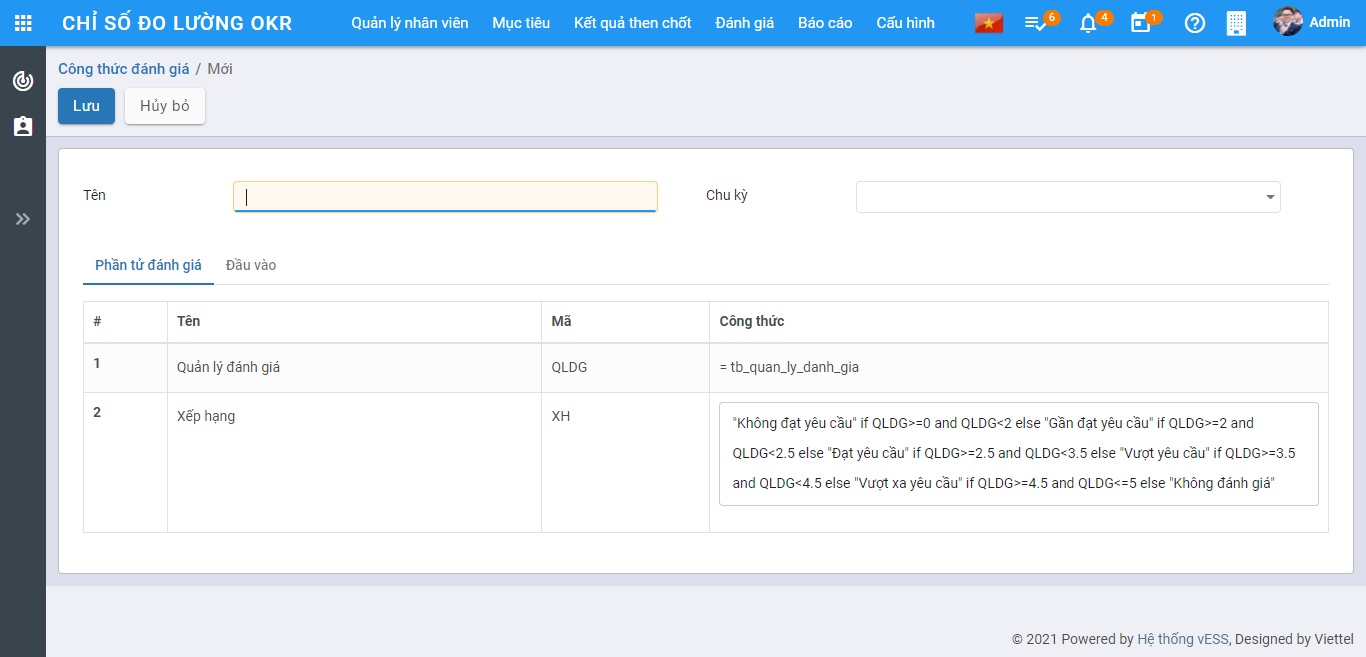 CHỈ SỐ ĐO LƯỜNG OKR Quản lý nhân viên Mục tiêu Kết quả then chốt Đánh giá Báo cáo Cấu hình 6 4 1 Admin
Công thức đánh giá / Mới
Lưu Hủy bỏ
Tên Chu kỳ
Phần tử đánh giá Đầu vào
# Tên Mã Công thức
1 Quản lý đánh giá QLDG = tb_quan_ly_danh_gia
2 Xếp hạng XH "Không đạt yêu cầu" if QLDG>=0 and QLDG<2 else "Gần đạt yêu cầu" if QLDG>=2 and
QLDG<2.5 else "Đạt yêu cầu" if QLDG>=2.5 and QLDG<3.5 else "Vượt yêu cầu" if QLDG>=3.5
and QLDG<4.5 else "Vượt xa yêu cầu" if QLDG>=4.5 and QLDG<=5 else "Không đánh giá"
© 2021 Powered by Hệ thống vESS, Designed by Viettel